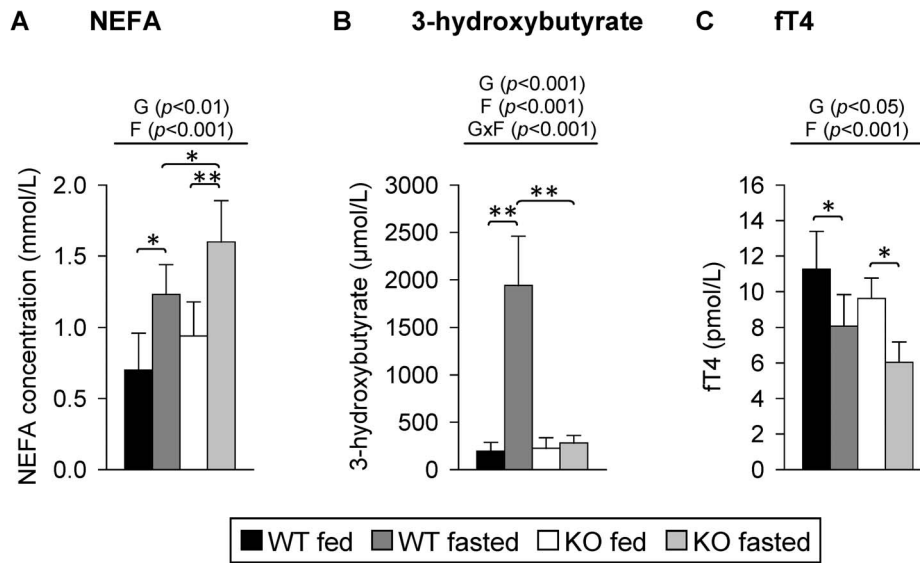 A NEFA
G (p<0.01)
F (p<0.001)
*
**
*
NEFA concentration (mmol/L)
2.0
1.5
1.0
0.5
0.0
B 3-hydroxybutyrate
G (p<0.001)
F (p<0.001)
GxF (p<0.001)
**
**
3-hydroxybutyrate (µmol/L)
3000
2500
2000
1500
1000
500
0
C fT4
G (p<0.05)
F (p<0.001)
*
*
fT4 (pmol/L)
16
14
12
10
8
6
4
2
0
WT fed WT fasted KO fed KO fasted